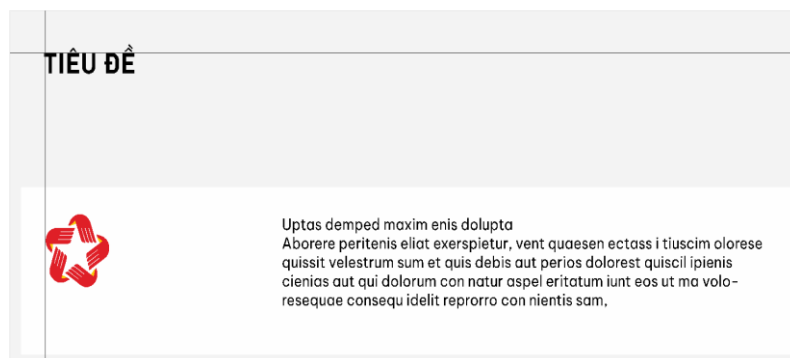 TIÊU ĐỀ
Uptas demped maxim enis dolupta
Aborere peritenis eliat exerspietur, vent quaesen ectass i tiuscim olorese
quissit velestrum sum et quis debis aut perios dolorest quiscil ipienis
cienias aut qui dolorum con natur aspel eritatum iunt eos ut ma volo-
resequae consequ idelit reprorro con nientis sam,